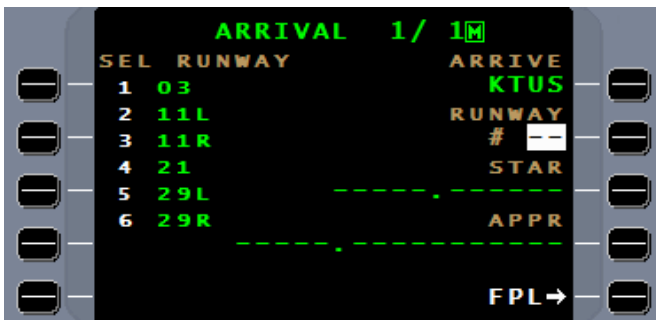 ARRIVAL 1/ 1M
SEL RUNWAY ARRIVE
1 03 KTUS
2 11L RUNWAY
3 11R # --
4 21 STAR
5 29L -----.------
6 29R APPR
-----.-----------
FPL→